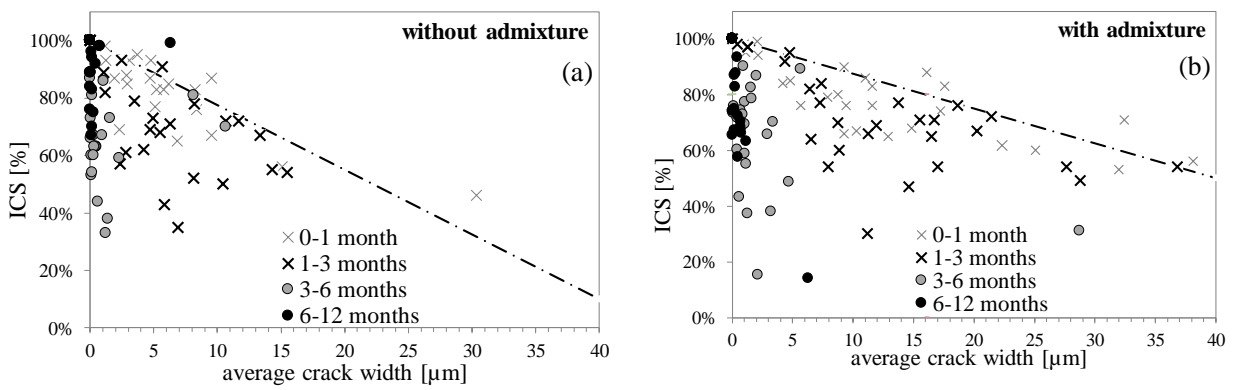 without admixture
(a)
ICS [%]
100%
80%
60%
40%
20%
0%
0-1 month
1-3 months
3-6 months
6-12 months
0 5 10 15 20 25 30 35 40
average crack width [µm]
with admixture
(b)
ICS [%]
100%
80%
60%
40%
20%
0%
0-1 month
1-3 months
3-6 months
6-12 months
0 5 10 15 20 25 30 35 40
average crack width [µm]